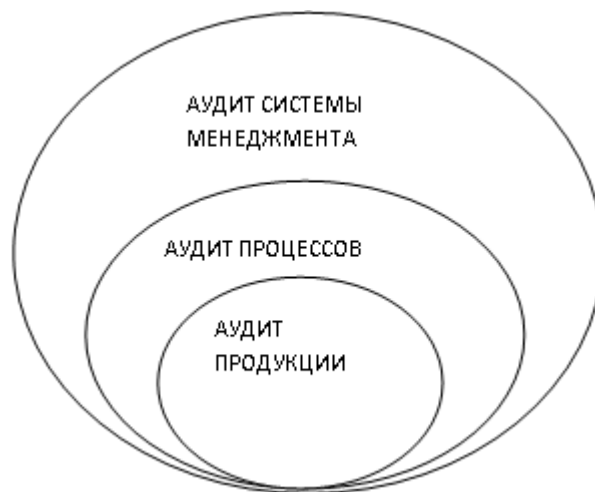 АУДИТ СИСТЕМЫ
МЕНЕДЖМЕНТА
АУДИТ ПРОЦЕССОВ
АУДИТ
ПРОДУКЦИИ